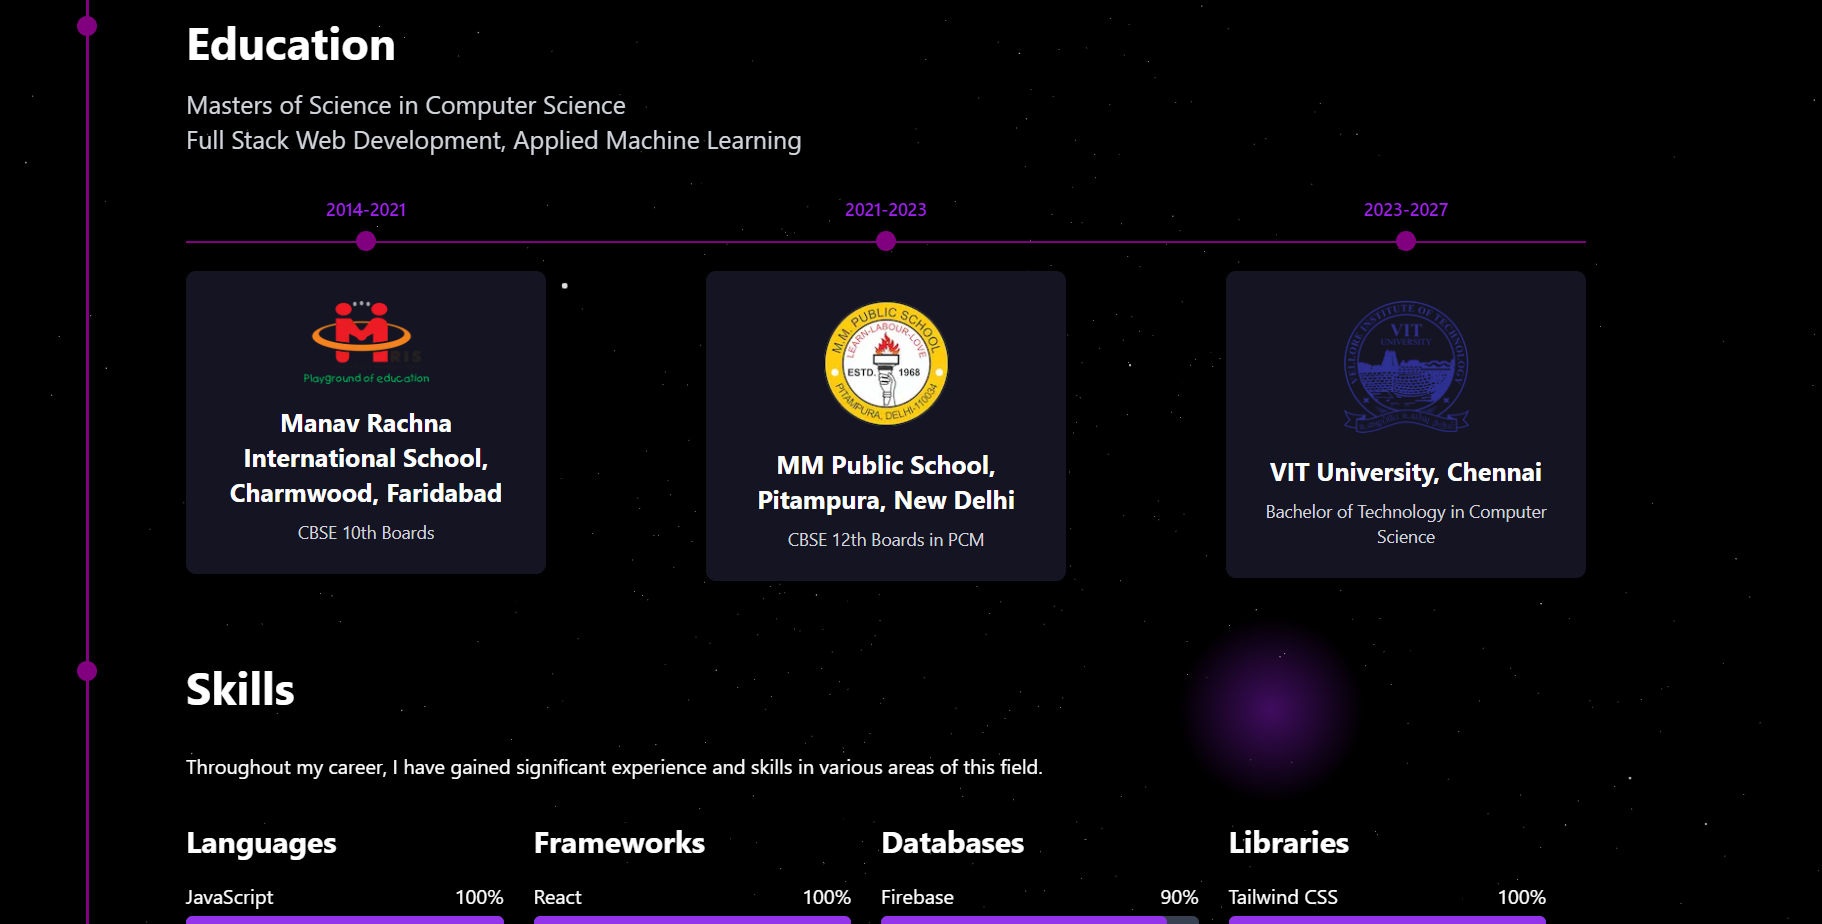 Education
Masters of Science in Computer Science
Full Stack Web Development, Applied Machine Learning
2014-2021
2021-2023
2023-2027
RIS
Playground of education
Manav Rachna
International School,
Charmwood, Faridabad
CBSE 10th Boards
M.M. PUBLIC SCHOOL
LEARN-LABOUR-LOVE
ESTD. 1968
PITAMPURA, DELHI-110034
MM Public School,
Pitampura, New Delhi
CBSE 12th Boards in PCM
VELLORE INSTITUTE OF TECHNOLOGY
VIT
UNIVERSITY
VIT University, Chennai
Bachelor of Technology in Computer
Science
Skills
Throughout my career, I have gained significant experience and skills in various areas of this field.
Languages
Frameworks
Databases
Libraries
JavaScript 100%
React 100%
Firebase 90%
Tailwind CSS 100%